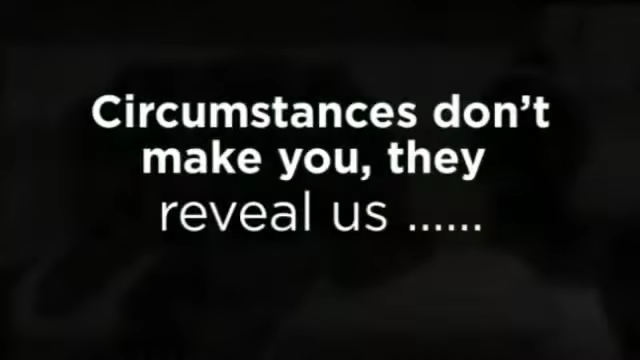 Circumstances don’t
make you, they
reveal us ......